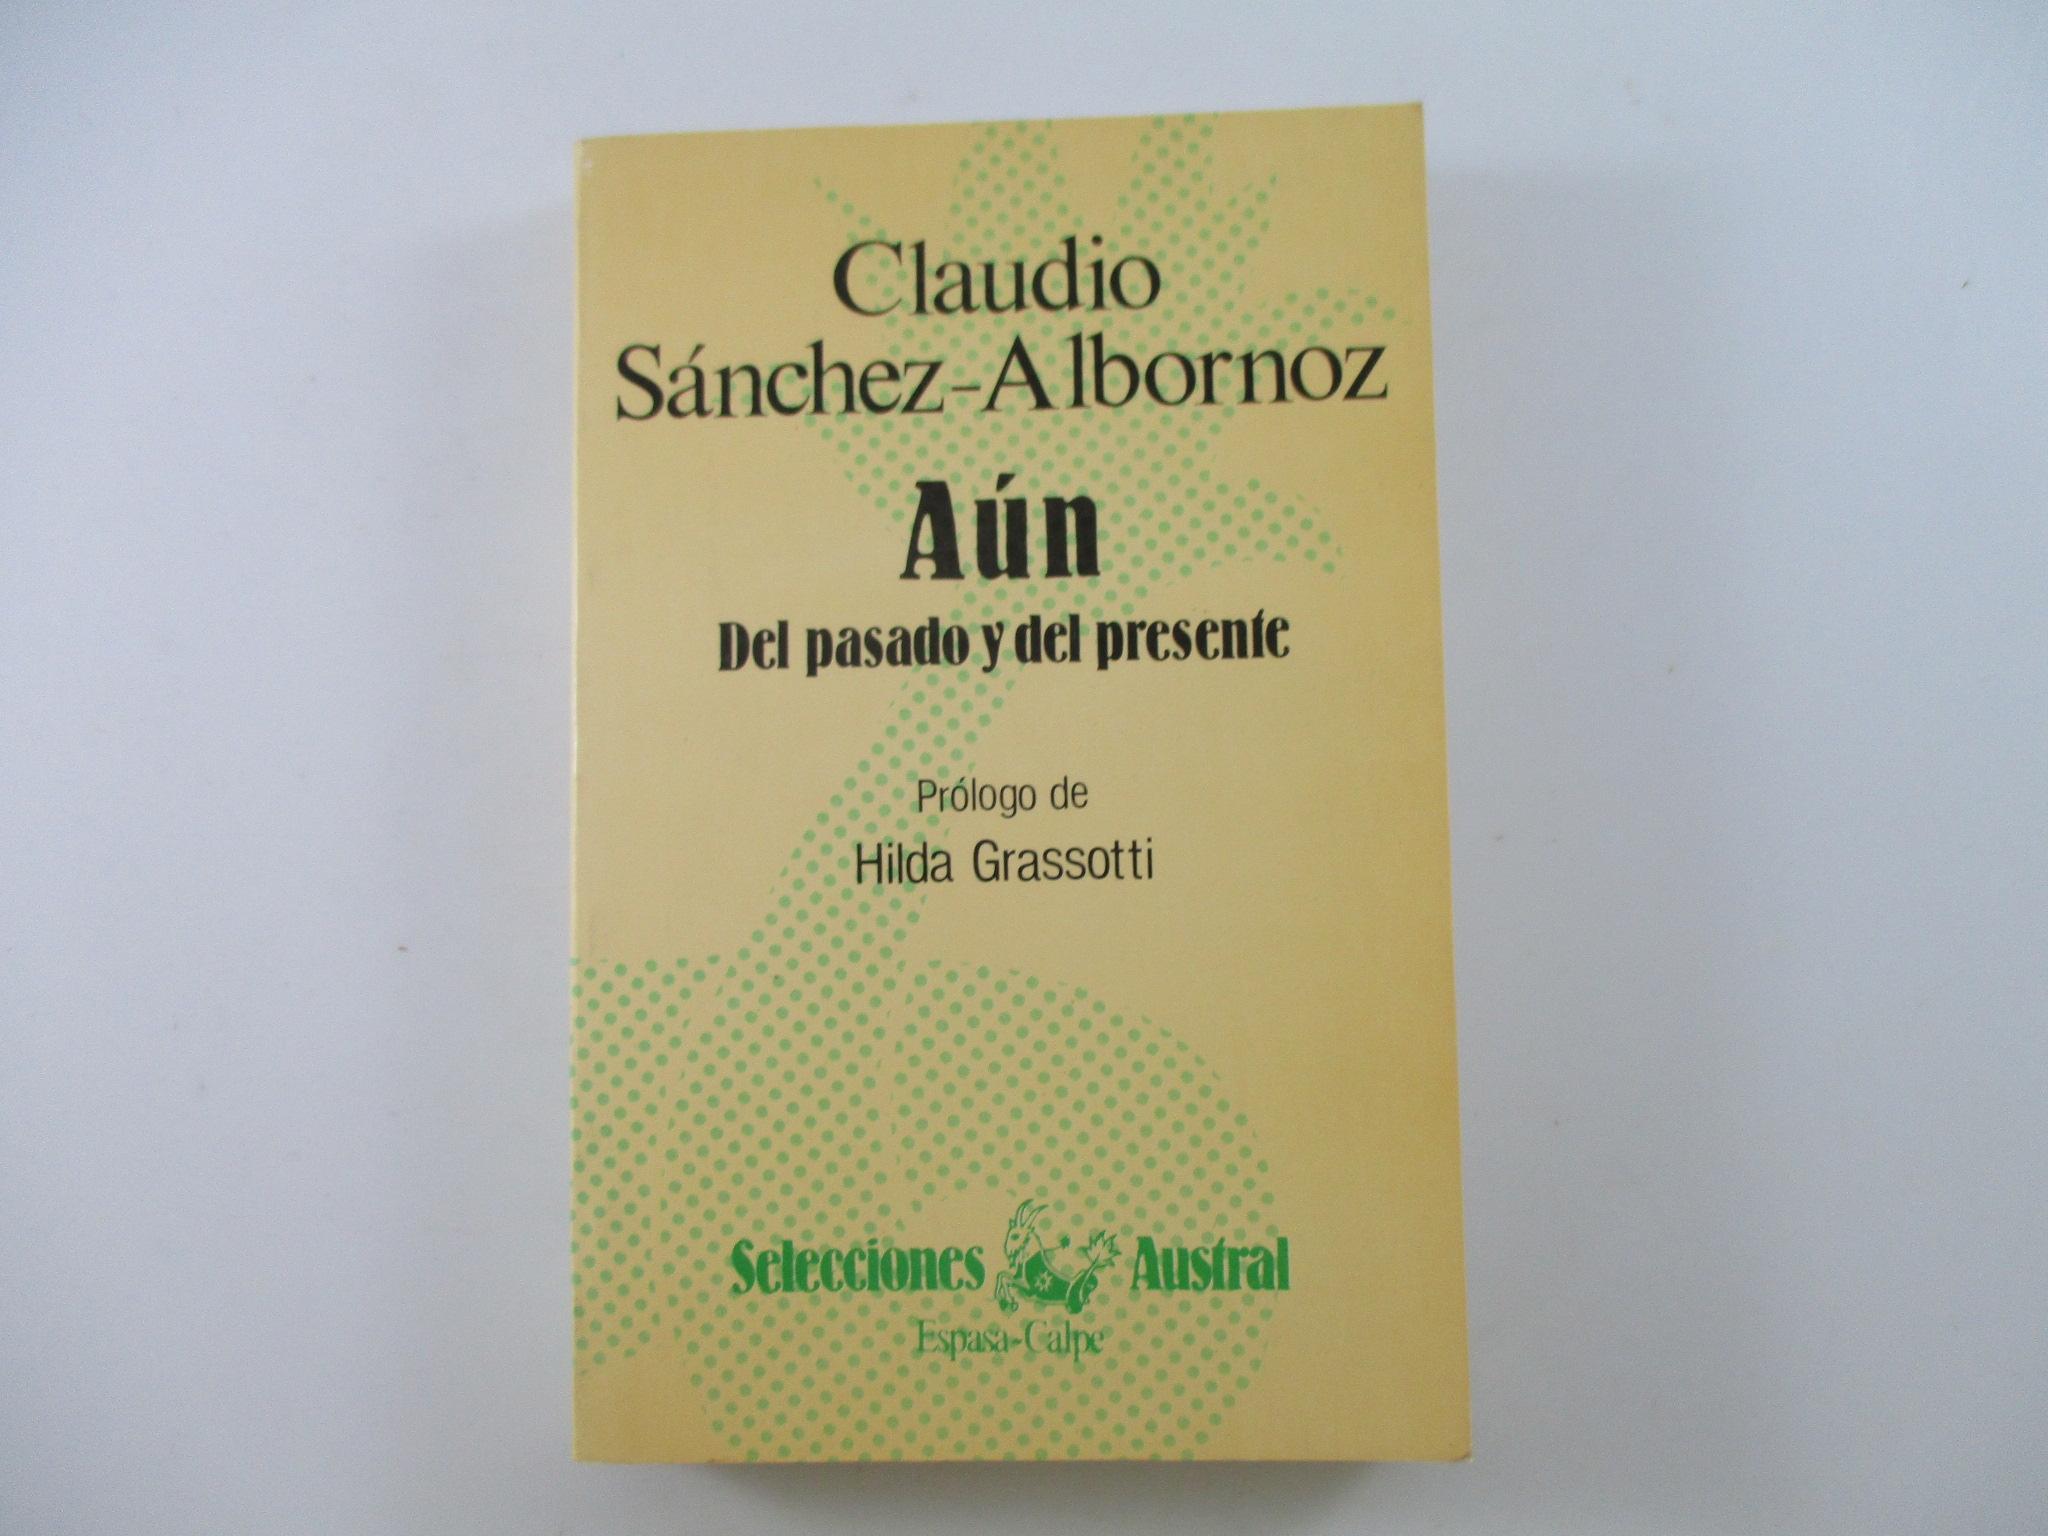 Claudio
Sánchez-Albornoz
Aún
Del pasado y del presente
Prólogo de
Hilda Grassotti
Selecciones Austral
Espasa-Calpe